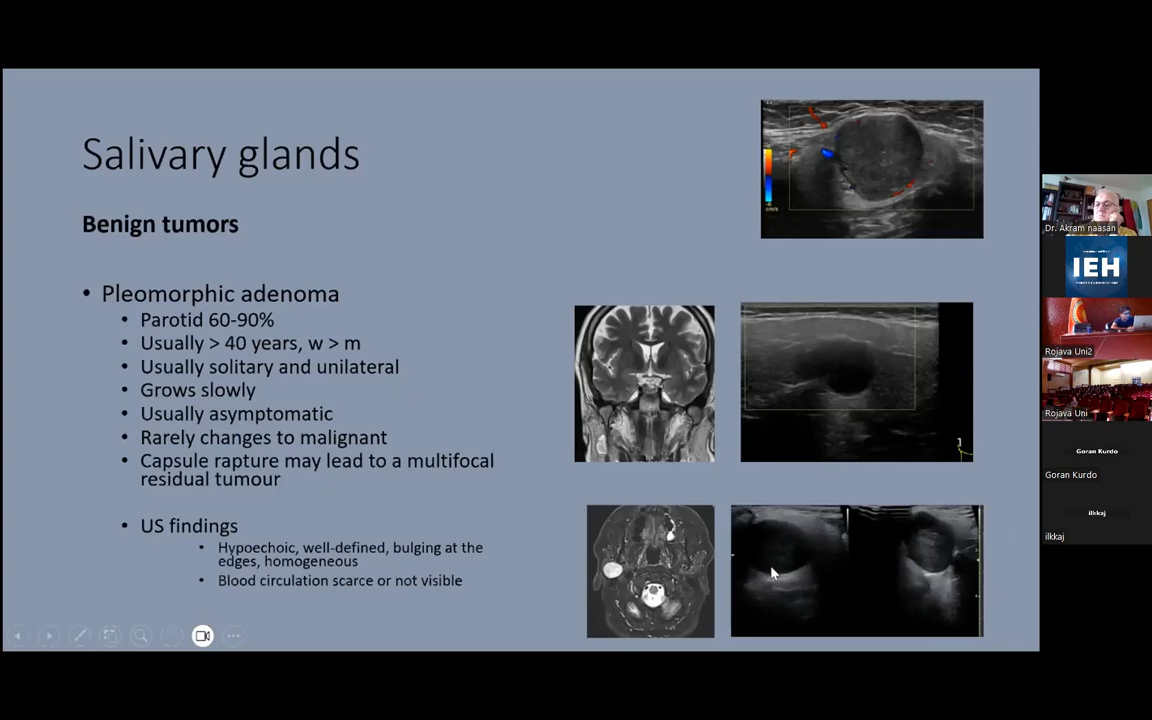 Salivary glands
Benign tumors
• Pleomorphic adenoma
• Parotid 60-90%
• Usually > 40 years, w > m
• Usually solitary and unilateral
• Grows slowly
• Usually asymptomatic
• Rarely changes to malignant
• Capsule rapture may lead to a multifocal
residual tumour
• US findings
• Hypoechoic, well-defined, bulging at the
edges, homogeneous
• Blood circulation scarce or not visible
Dr. Akram naasan
IEH
Rojava Uni2
Rojava Uni
Goran Kurdo
Goran Kurdo
ilkkaj
ilkkaj